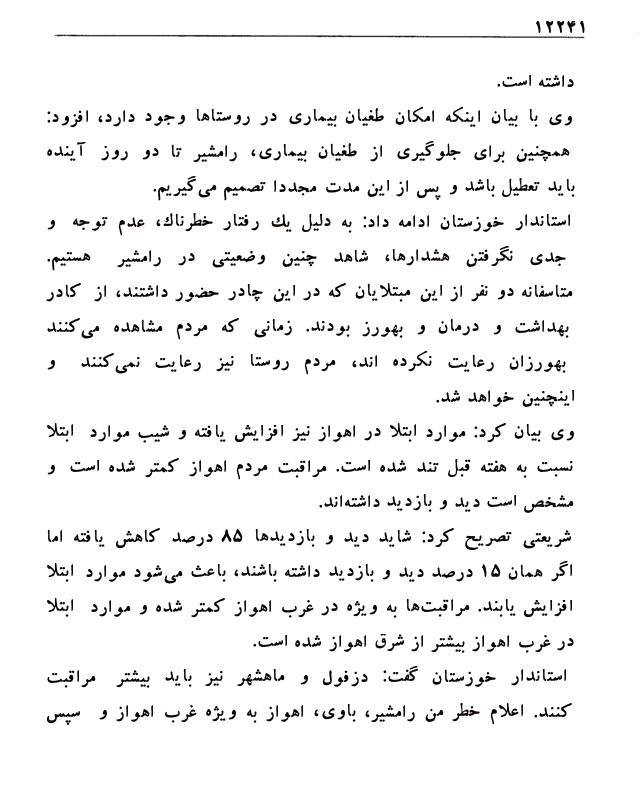 ۱۲۲۴۱
داشته است.
وی با بیان اینکه امکان طغیان بیماری در روستاها وجود دارد، افزود:
همچنین برای جلوگیری از طغیان بیماری، رامشیر تا دو روز آینده
باید تعطیل باشد و پس از این مدت مجددا تصمیم می‌گیریم.
استاندار خوزستان ادامه داد: به دلیل یك رفتار خطرناك، عدم توجه و
جدی نگرفتن هشدارها، شاهد چنین وضعیتی در رامشیر هستیم.
متاسفانه دو نفر از این مبتلایان که در این چادر حضور داشتند، از کادر
بهداشت و درمان و بهورز بودند. زمانی که مردم مشاهده می‌کنند
بهورزان رعایت نکرده اند، مردم روستا نیز رعایت نمی‌کنند و
اینچنین خواهد شد.
وی بیان کرد: موارد ابتلا در اهواز نیز افزایش یافته و شیب موارد ابتلا
نسبت به هفته قبل تند شده است. مراقبت مردم اهواز کمتر شده است و
مشخص است دید و بازدید داشته‌اند.
شریعتی تصریح کرد: شاید دید و بازدیدها ۸۵ درصد کاهش یافته اما
اگر همان ۱۵ درصد دید و بازدید داشته باشند، باعث می‌شود موارد ابتلا
افزایش یابند. مراقبت‌ها به ویژه در غرب اهواز کمتر شده و موارد ابتلا
در غرب اهواز بیشتر از شرق اهواز شده است.
استاندار خوزستان گفت: دزفول و ماهشهر نیز باید بیشتر مراقبت
کنند. اعلام خطر من رامشیر، باوی، اهواز به ویژه غرب اهواز و سپس